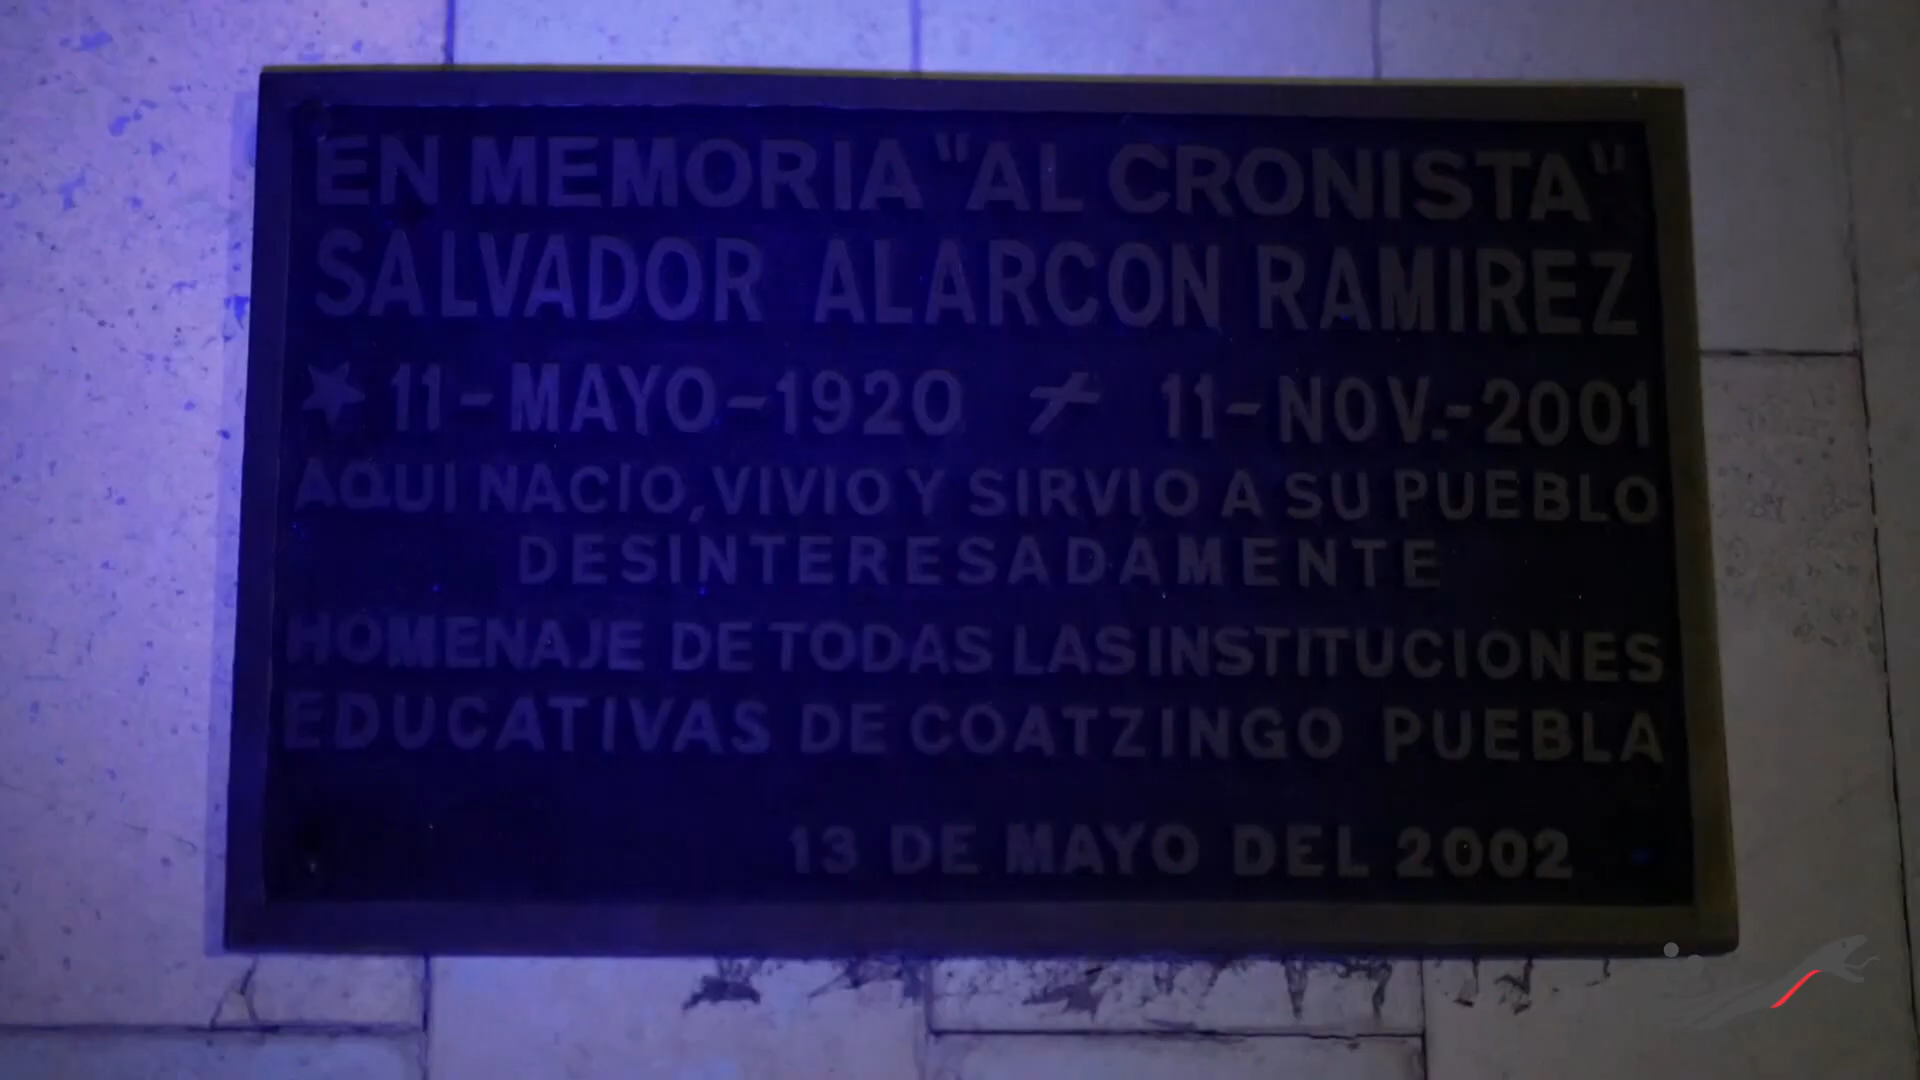 EN MEMORIA "AL CRONISTA"
SALVADOR ALARCON RAMIREZ
★ 11-MAYO-1920 ✝ 11-NOV.-2001
AQUI NACIO, VIVIO Y SIRVIO A SU PUEBLO
DESINTERESADAMENTE
HOMENAJE DE TODAS LAS INSTITUCIONES
EDUCATIVAS DE COATZINGO PUEBLA
13 DE MAYO DEL 2002